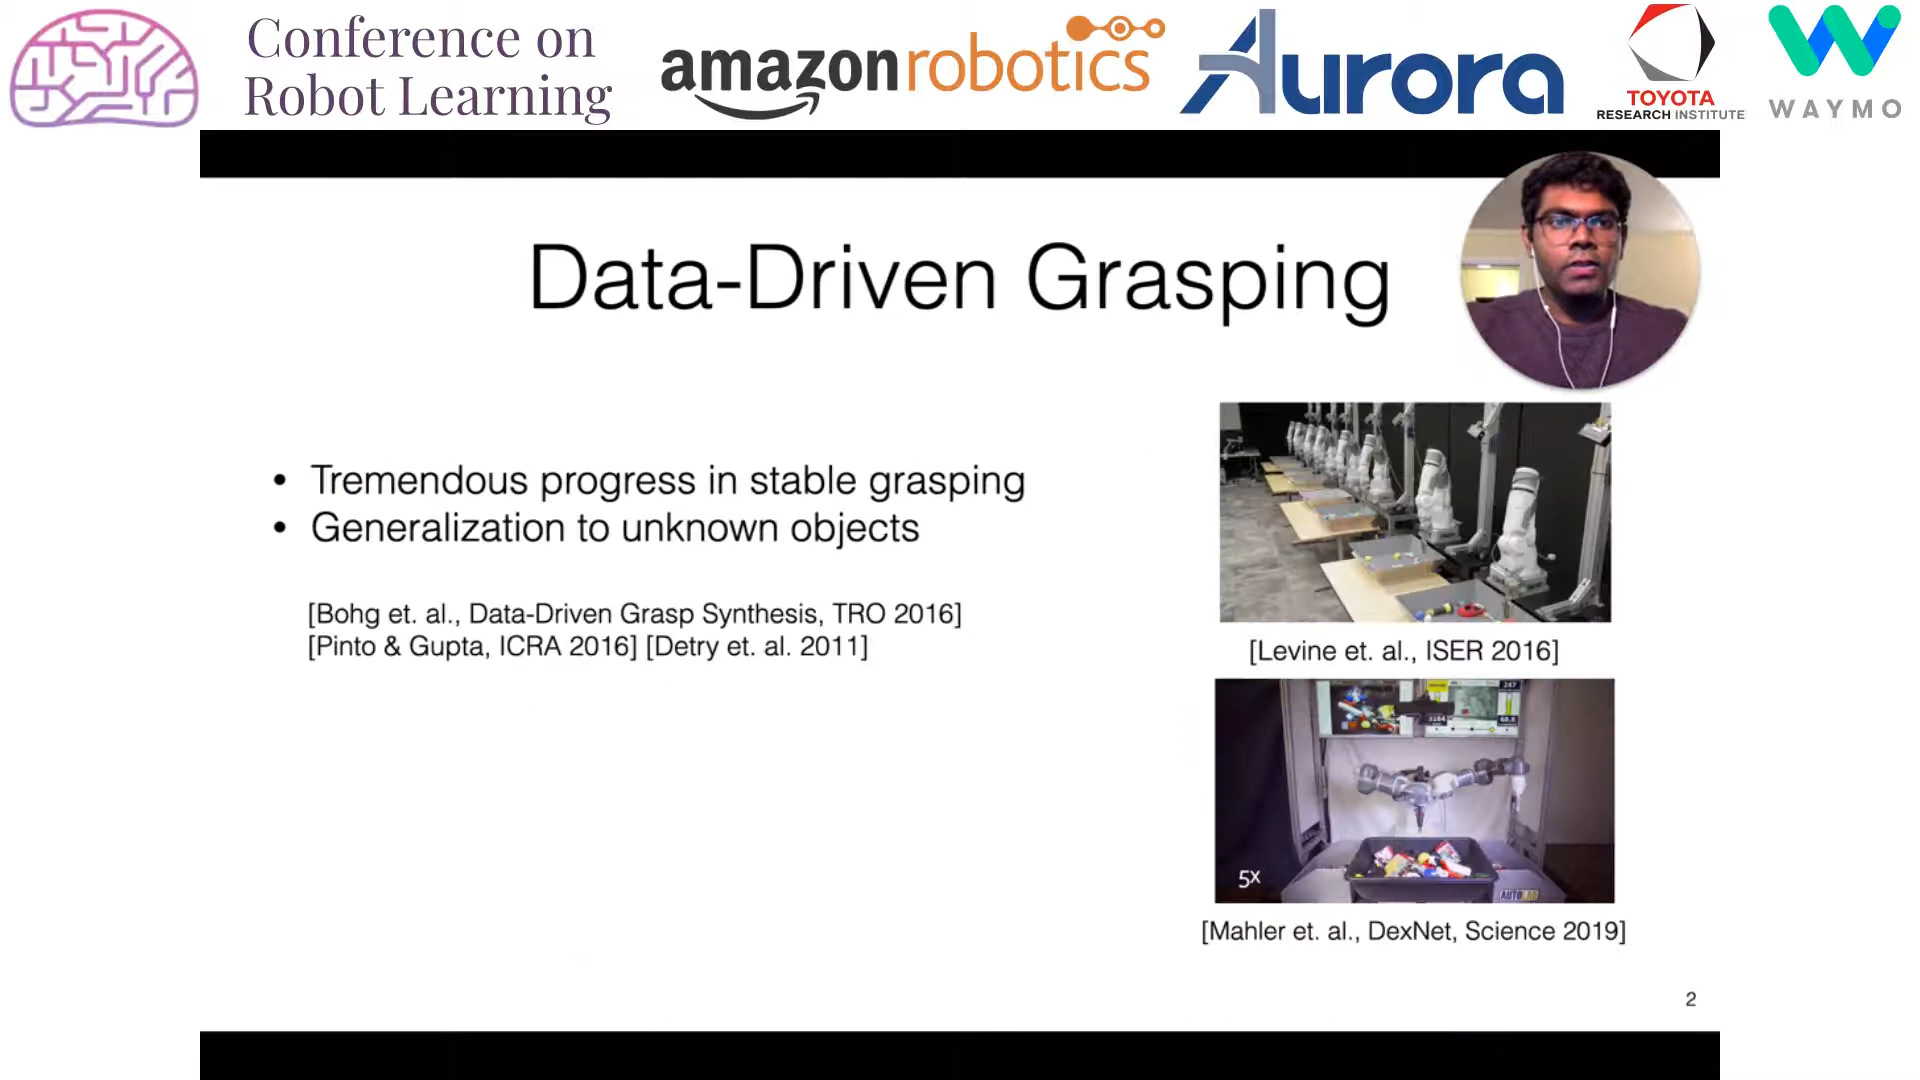 Conference on
Robot Learning
amazon robotics
Aurora
TOYOTA
RESEARCH INSTITUTE
WAYMO
Data-Driven Grasping
• Tremendous progress in stable grasping
• Generalization to unknown objects
[Bohg et. al., Data-Driven Grasp Synthesis, TRO 2016]
[Pinto & Gupta, ICRA 2016] [Detry et. al. 2011]
[Levine et. al., ISER 2016]
5x
AUTOLAB
[Mahler et. al., DexNet, Science 2019]
2